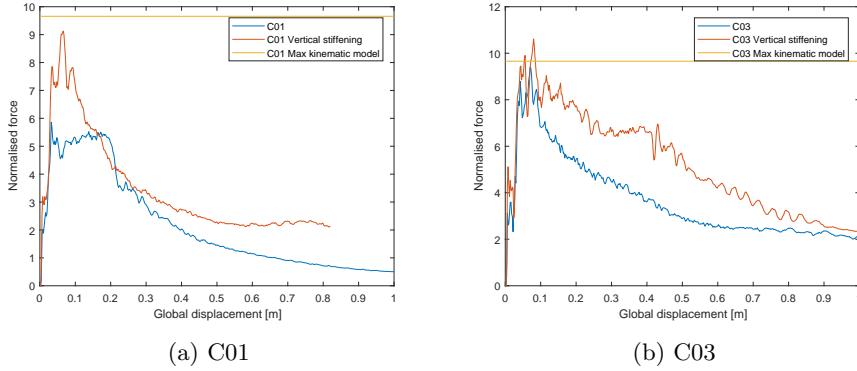 10
9
8
7
6
5
4
3
2
1
0
Normalised force
C01
C01 Vertical stiffening
C01 Max kinematic model
0 0.1 0.2 0.3 0.4 0.5 0.6 0.7 0.8 0.9 1
Global displacement [m]
(a) C01
12
10
8
6
4
2
0
Normalised force
C03
C03 Vertical stiffening
C03 Max kinematic model
0 0.1 0.2 0.3 0.4 0.5 0.6 0.7 0.8 0.9 1
Global displacement [m]
(b) C03